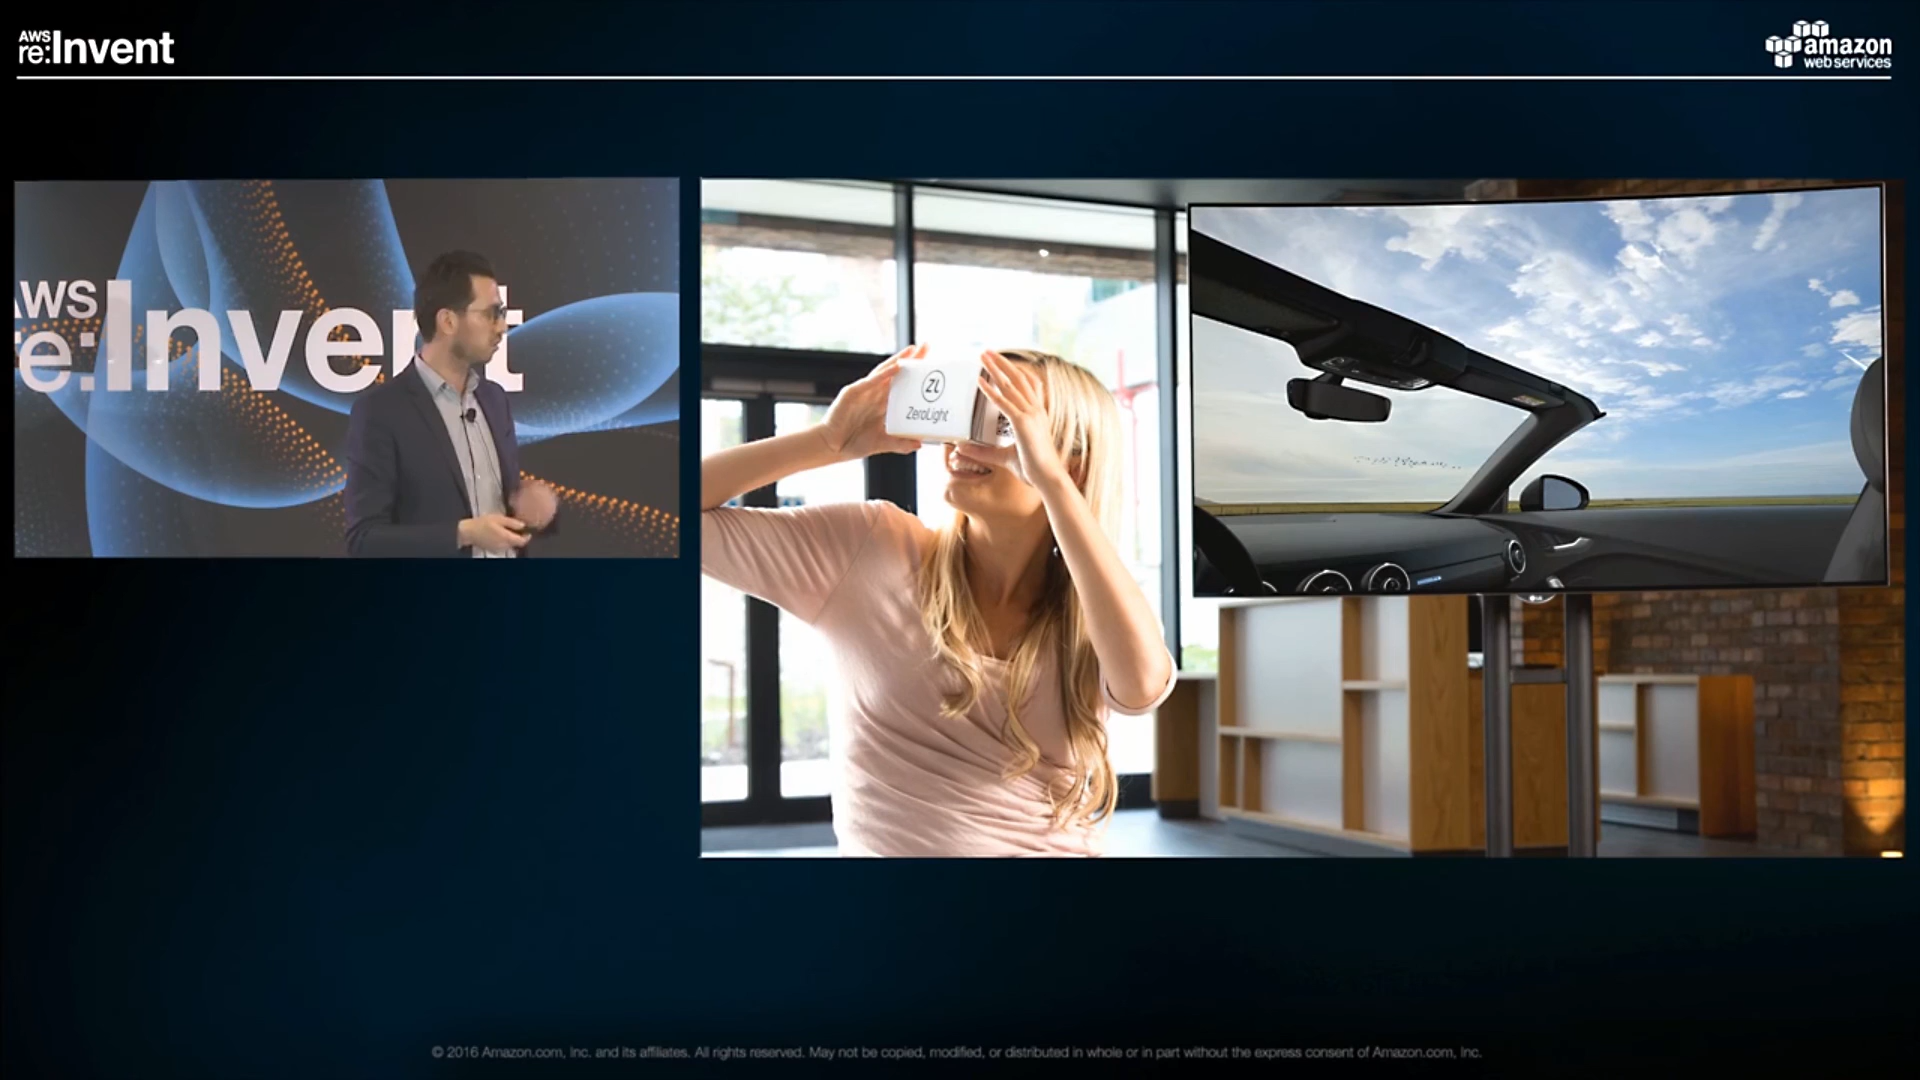 AWS
re:Invent
amazon
web services
AWS
re:Invent
ZL
ZeroLight
© 2016 Amazon.com, Inc. and its affiliates. All rights reserved. May not be copied, modified, or distributed in whole or in part without the express consent of Amazon.com, Inc.